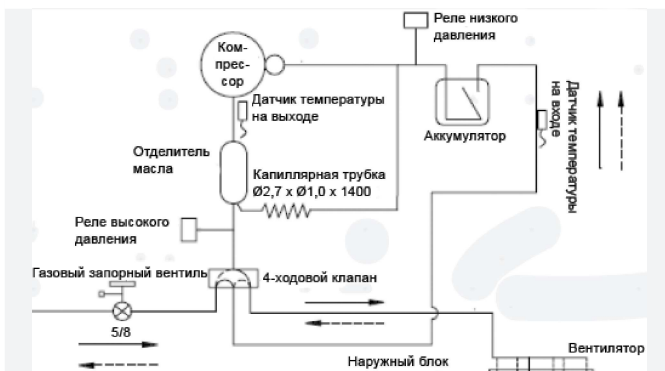 Реле низкого
давления
Ком-
прес-
сор
Датчик температуры
на выходе
Аккумулятор
Датчик температуры
на входе
Отделитель
масла
Капиллярная трубка
Ø2,7 x Ø1,0 x 1400
Реле высокого
давления
Газовый запорный вентиль
4-ходовой клапан
5/8
Наружный блок
Вентилятор